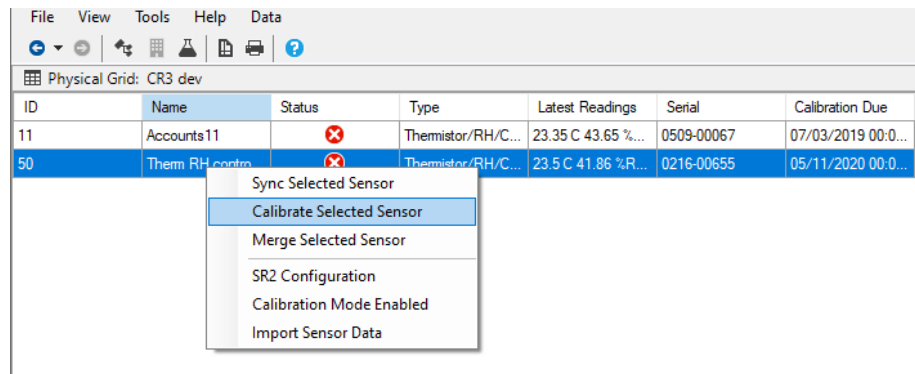 File View Tools Help Data
Physical Grid: CR3 dev
ID Name Status Type Latest Readings Serial Calibration Due
11 Accounts11 Thermistor/RH/C... 23.35 C 43.65 %... 0509-00067 07/03/2019 00:0...
50 Therm RH contro Thermistor/RH/C... 23.5 C 41.86 %R... 0216-00655 05/11/2020 00:0...
Sync Selected Sensor
Calibrate Selected Sensor
Merge Selected Sensor
SR2 Configuration
Calibration Mode Enabled
Import Sensor Data